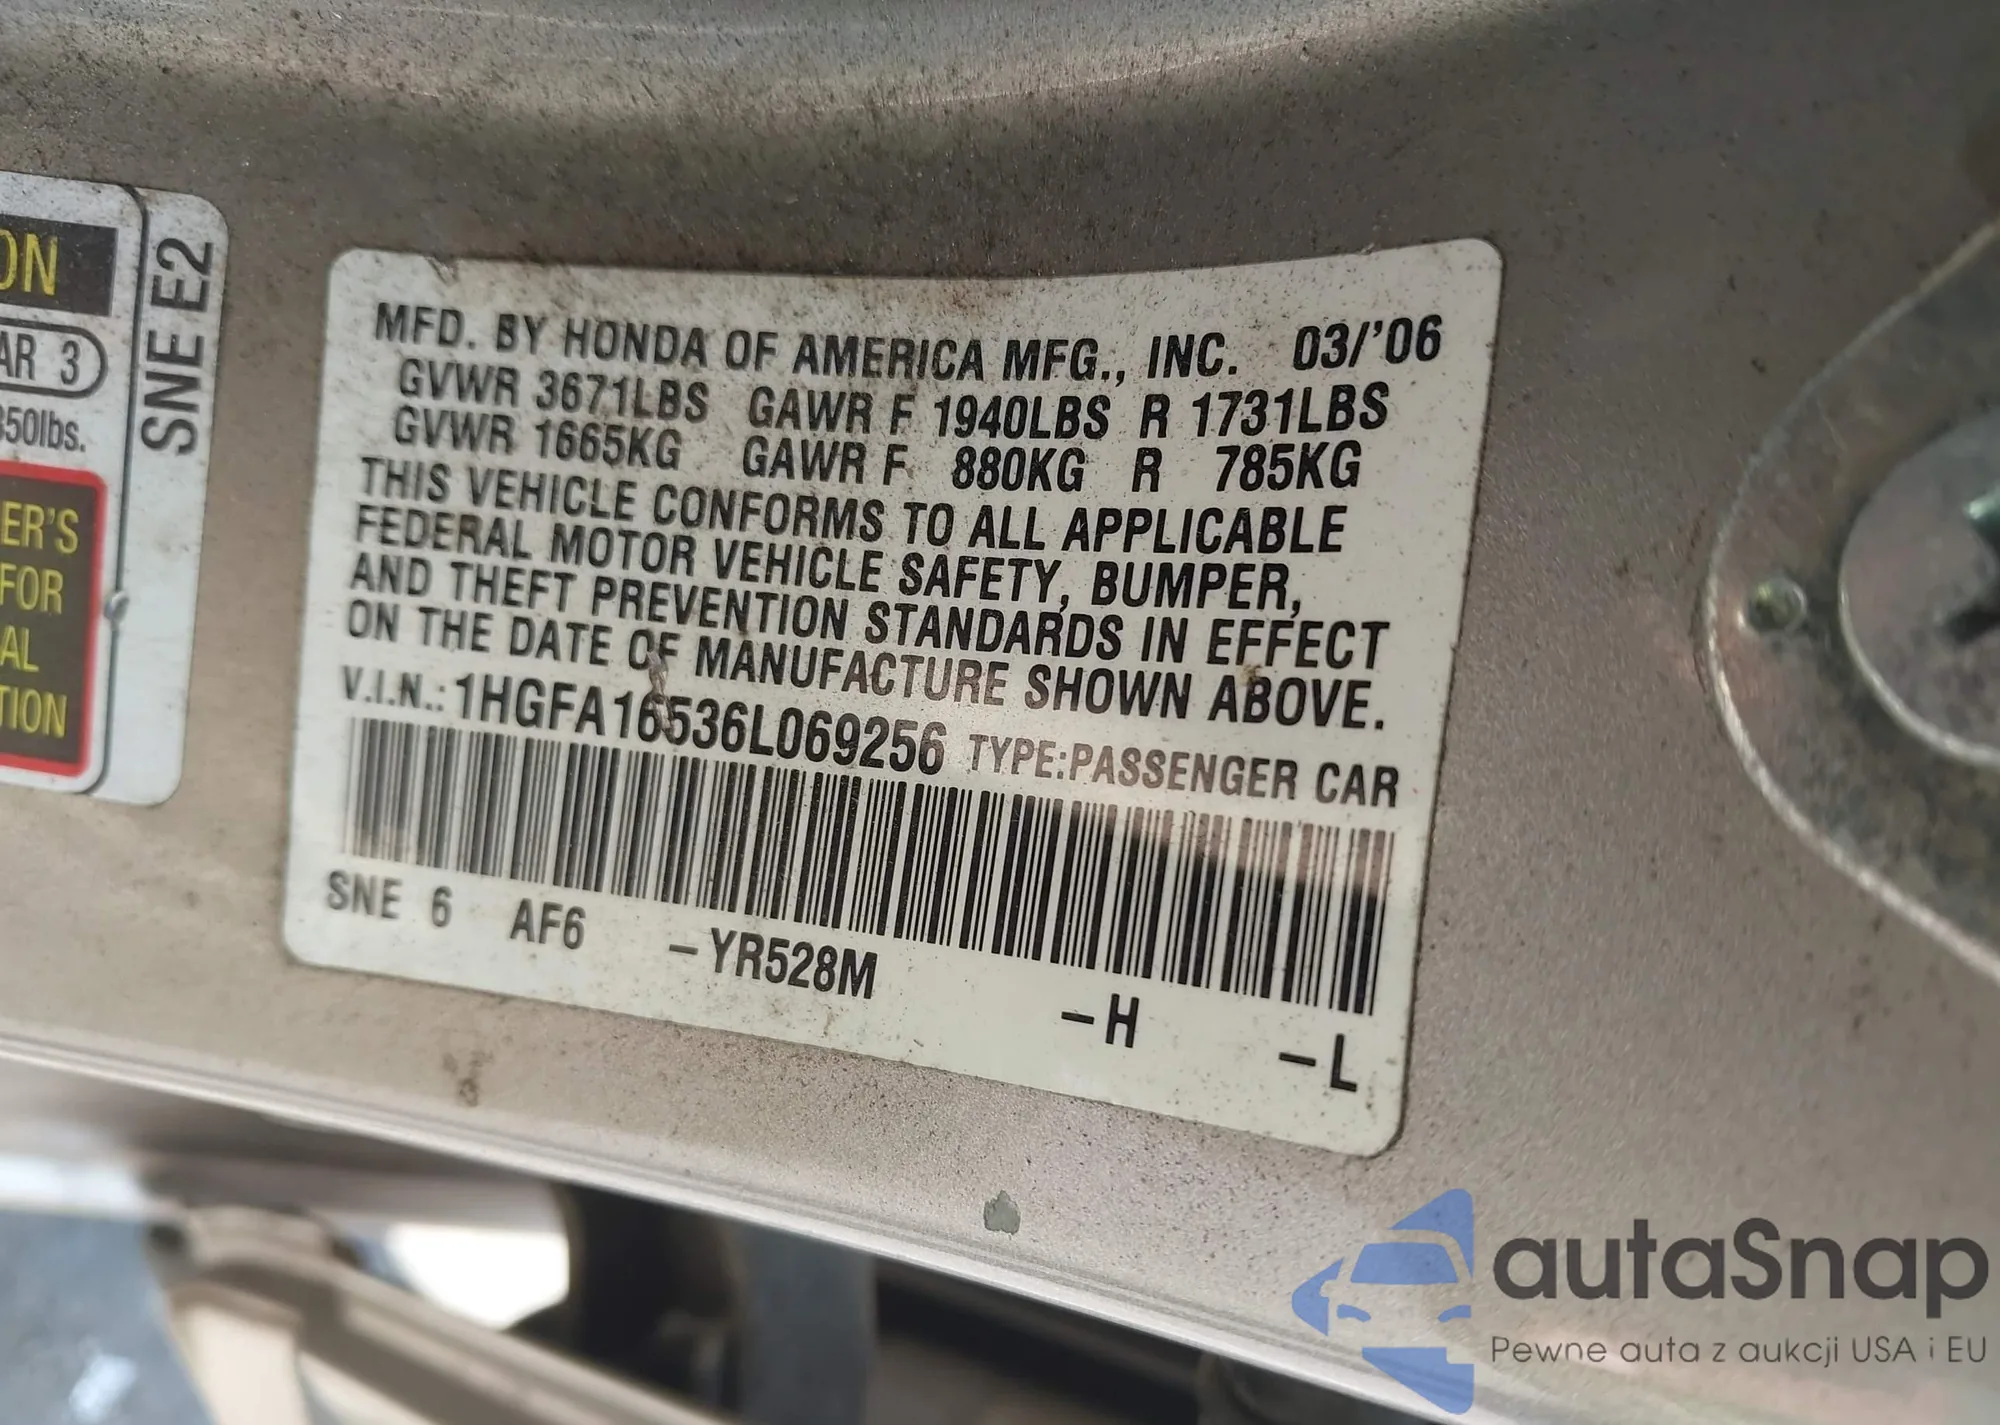 ON
AR 3
350lbs.
ER'S
FOR
AL
TION
SNE E2
MFD. BY HONDA OF AMERICA MFG., INC. 03/'06
GVWR 3671LBS GAWR F 1940LBS R 1731LBS
GVWR 1665KG GAWR F 880KG R 785KG
THIS VEHICLE CONFORMS TO ALL APPLICABLE
FEDERAL MOTOR VEHICLE SAFETY, BUMPER,
AND THEFT PREVENTION STANDARDS IN EFFECT
ON THE DATE OF MANUFACTURE SHOWN ABOVE.
V.I.N.: 1HGFA16536L069256 TYPE:PASSENGER CAR
SNE 6 AF6 –YR528M –H –L
autaSnap
Pewne auta z aukcji USA i EU